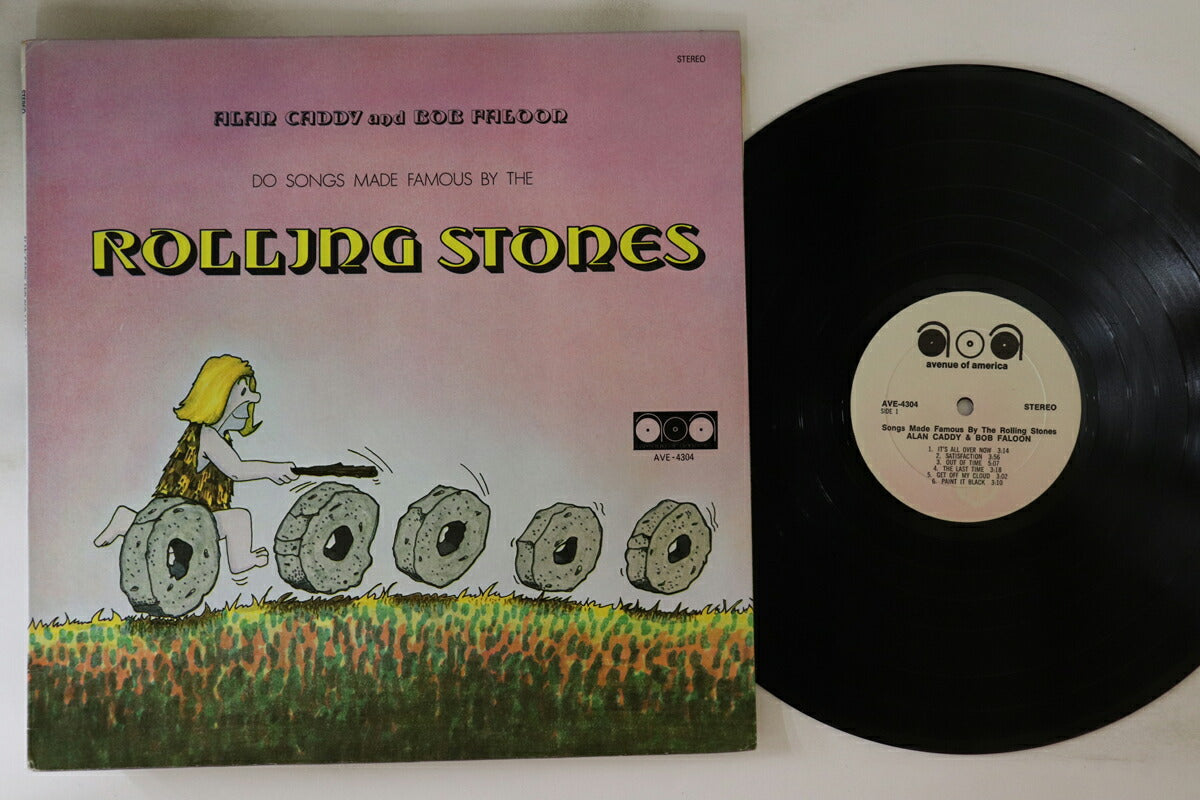 STEREO
ALAN CADDY and BOB FALOON
DO SONGS MADE FAMOUS BY THE
ROLLING STONES
AVE-4304
avenue of america
AVE-4304
SIDE 1
STEREO
Songs Made Famous By The Rolling Stones
ALAN CADDY & BOB FALOON
1. IT'S ALL OVER NOW 3:14
2. SATISFACTION 3:56
3. OUT OF TIME 5:07
4. THE LAST TIME 3:18
5. GET OFF MY CLOUD 3:02
6. PAINT IT BLACK 3:10